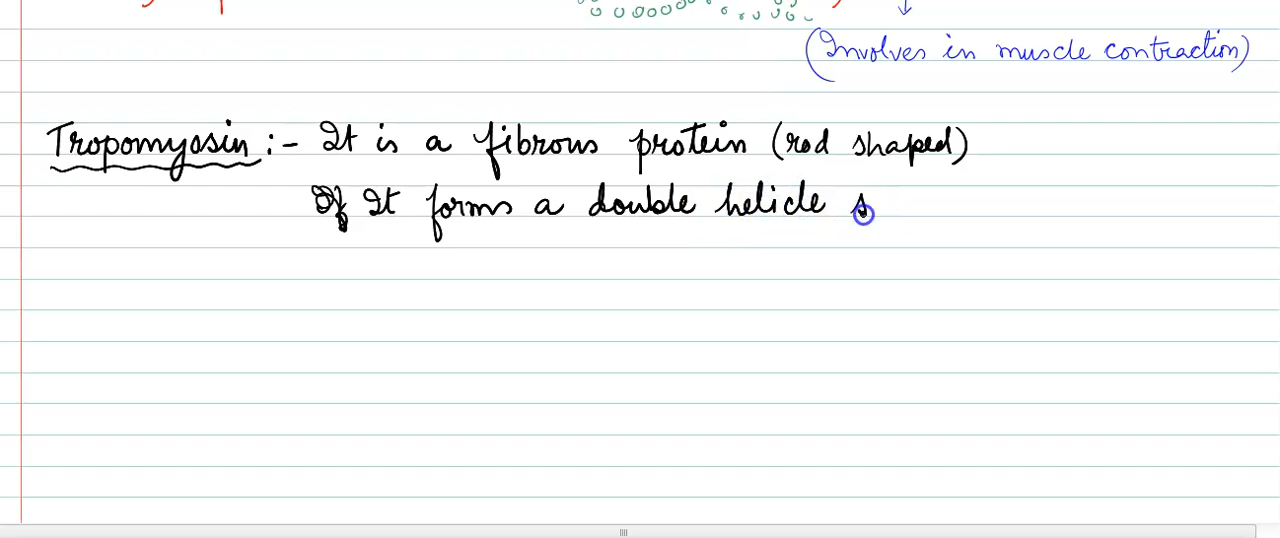 (Involves in muscle contraction)
Tropomyosin :- It is a fibrous protein (rod shaped)
It forms a double helicle s